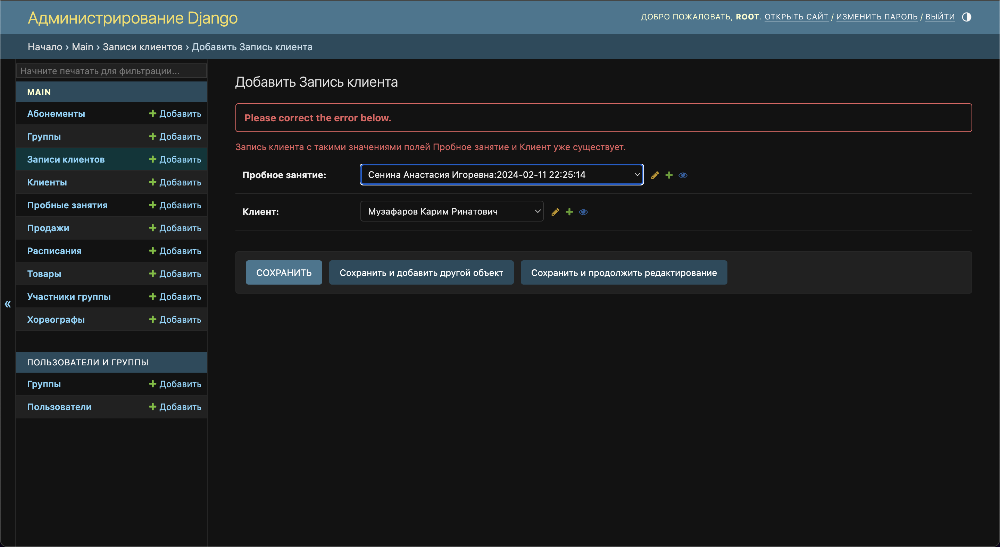 Администрирование Django
ДОБРО ПОЖАЛОВАТЬ, ROOT. ОТКРЫТЬ САЙТ / ИЗМЕНИТЬ ПАРОЛЬ / ВЫЙТИ
Начало › Main › Записи клиентов › Добавить Запись клиента
Начните печатать для фильтрации...
MAIN
Абонементы + Добавить
Группы + Добавить
Записи клиентов + Добавить
Клиенты + Добавить
Пробные занятия + Добавить
Продажи + Добавить
Расписания + Добавить
Товары + Добавить
Участники группы + Добавить
Хореографы + Добавить
ПОЛЬЗОВАТЕЛИ И ГРУППЫ
Группы + Добавить
Пользователи + Добавить
«
Добавить Запись клиента
Please correct the error below.
Запись клиента с такими значениями полей Пробное занятие и Клиент уже существует.
Пробное занятие: Сенина Анастасия Игоревна:2024-02-11 22:25:14
Клиент: Музафаров Карим Ринатович
СОХРАНИТЬ Сохранить и добавить другой объект Сохранить и продолжить редактирование